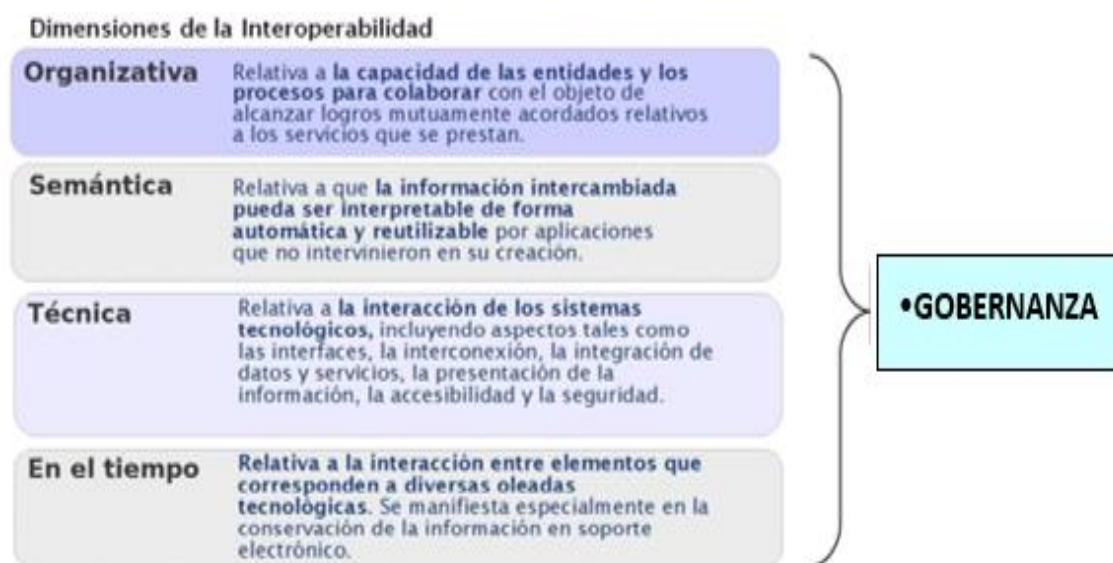 Dimensiones de la Interoperabilidad
Organizativa
Relativa a la capacidad de las entidades y los
procesos para colaborar con el objeto de
alcanzar logros mutuamente acordados relativos
a los servicios que se prestan.
Semántica
Relativa a que la información intercambiada
pueda ser interpretable de forma
automática y reutilizable por aplicaciones
que no intervinieron en su creación.
Técnica
Relativa a la interacción de los sistemas
tecnológicos, incluyendo aspectos tales como
las interfaces, la interconexión, la integración de
datos y servicios, la presentación de la
información, la accesibilidad y la seguridad.
En el tiempo
Relativa a la interacción entre elementos que
corresponden a diversas oleadas
tecnológicas. Se manifiesta especialmente en la
conservación de la información en soporte
electrónico.
•GOBERNANZA